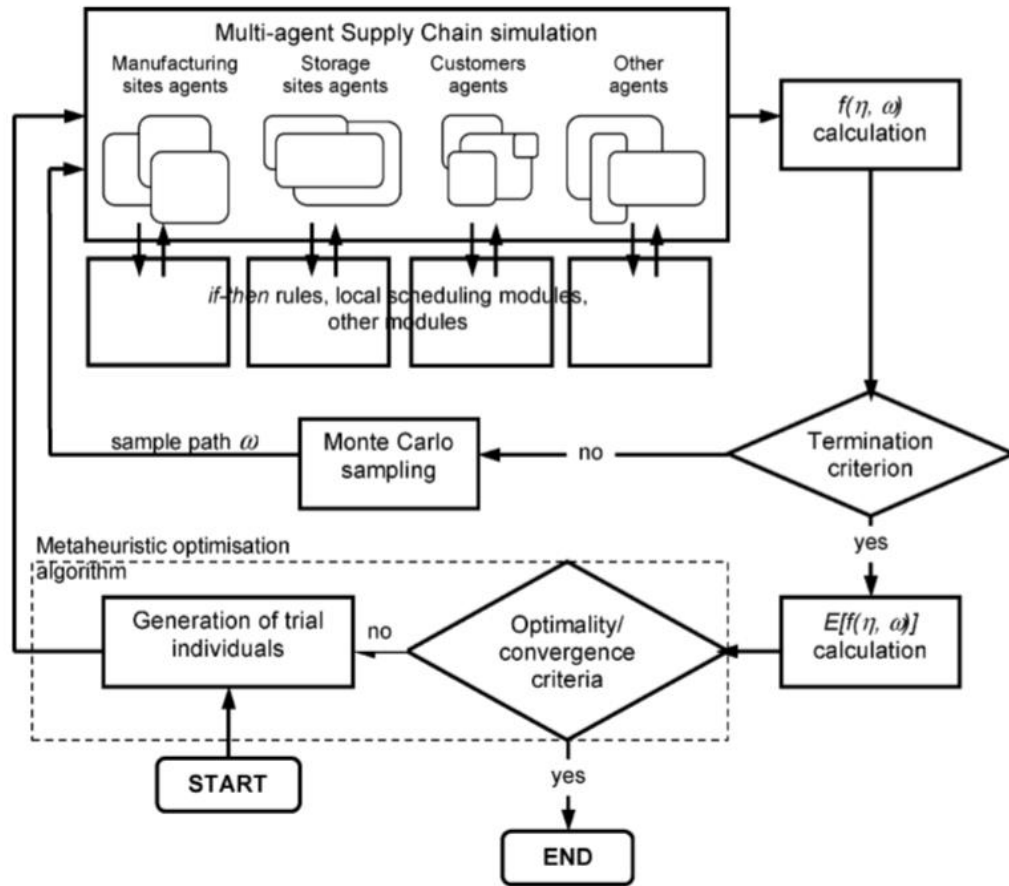 Multi-agent Supply Chain simulation
Manufacturing
sites agents
Storage
sites agents
Customers
agents
Other
agents
f(η, ω)
calculation
if-then rules, local scheduling modules,
other modules
sample path ω
Monte Carlo
sampling
no
Termination
criterion
yes
Metaheuristic optimisation
algorithm
Generation of trial
individuals
no
Optimality/
convergence
criteria
E[f(η, ω)]
calculation
START
yes
END